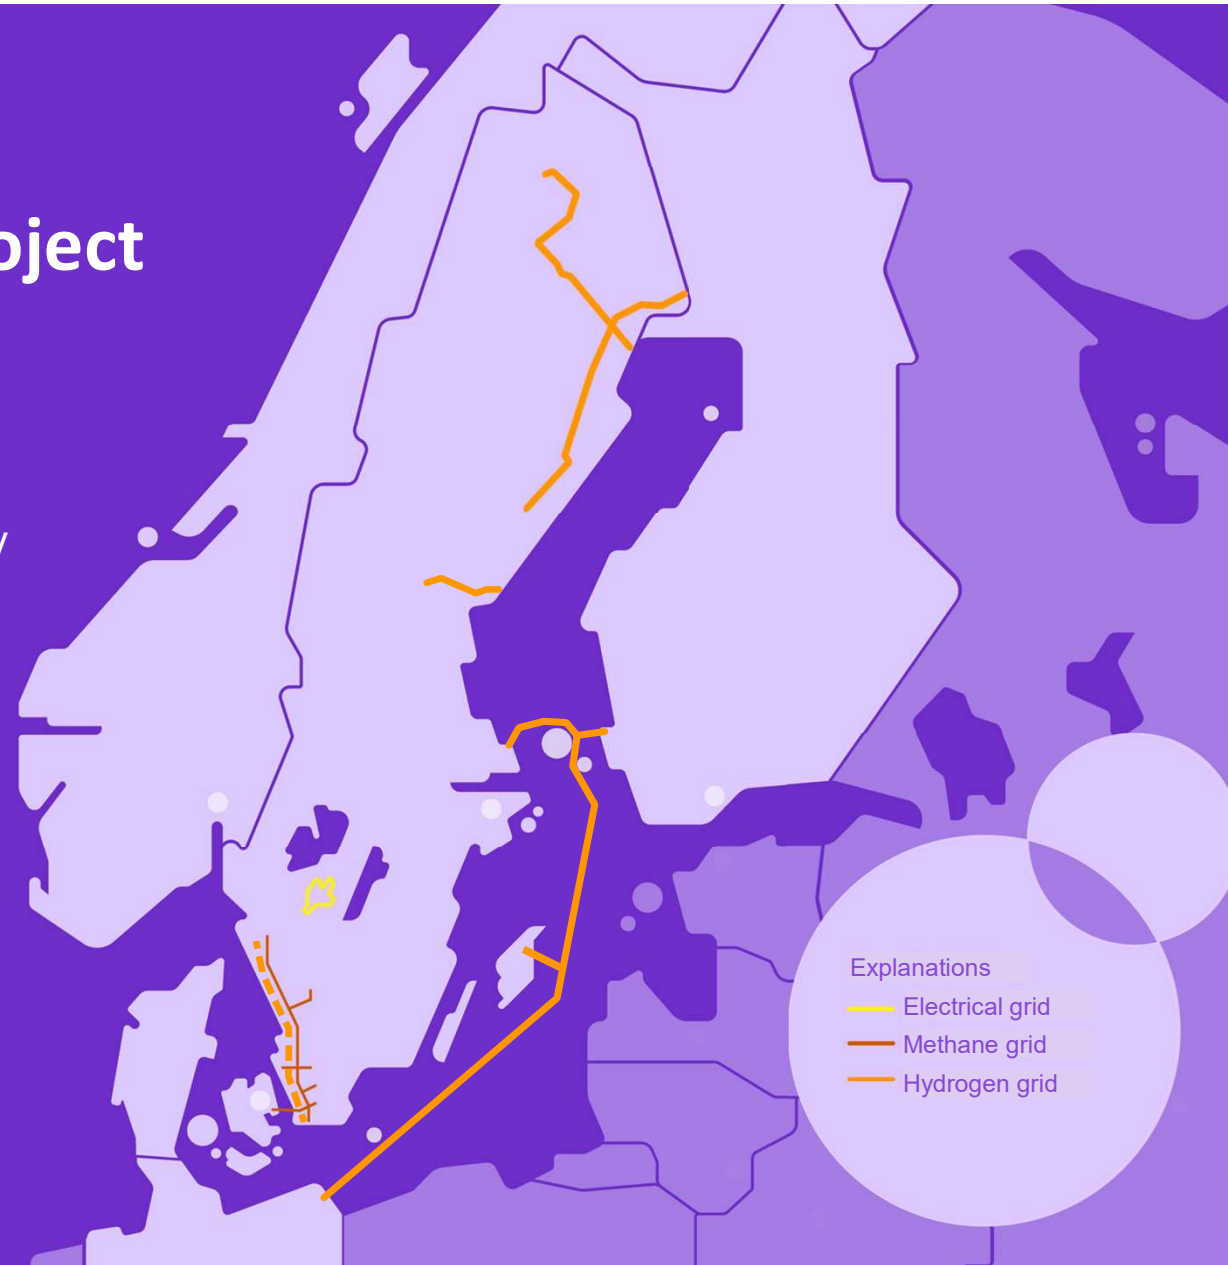 oject
y
Explanations
Electrical grid
Methane grid
Hydrogen grid